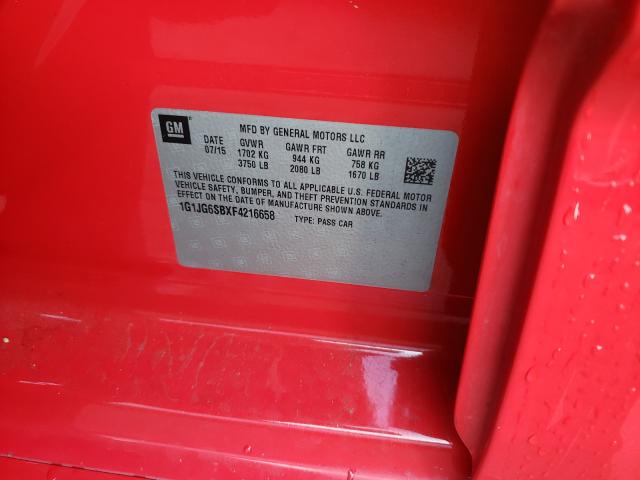 GM
MFD BY GENERAL MOTORS LLC
DATE GVWR GAWR FRT GAWR RR
07/15 1702 KG 944 KG 758 KG
3750 LB 2080 LB 1670 LB
THIS VEHICLE CONFORMS TO ALL APPLICABLE U.S. FEDERAL MOTOR
VEHICLE SAFETY, BUMPER, AND THEFT PREVENTION STANDARDS IN
EFFECT ON THE DATE OF MANUFACTURE SHOWN ABOVE.
1G1JG6SBXF4216658 TYPE: PASS CAR